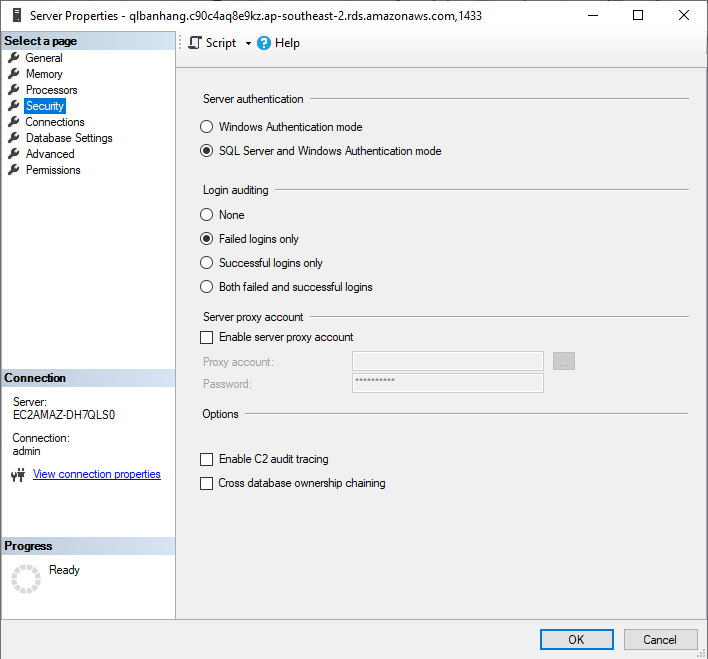 Server Properties - qlbanhang.c90c4aq8e9kz.ap-southeast-2.rds.amazonaws.com,1433
Select a page
General
Memory
Processors
Security
Connections
Database Settings
Advanced
Permissions
Connection
Server:
EC2AMAZ-DH7QLS0
Connection:
admin
View connection properties
Progress
Ready
Script
Help
Server authentication
Windows Authentication mode
SQL Server and Windows Authentication mode
Login auditing
None
Failed logins only
Successful logins only
Both failed and successful logins
Server proxy account
Enable server proxy account
Proxy account:
...
Password: **********
Options
Enable C2 audit tracing
Cross database ownership chaining
OK Cancel